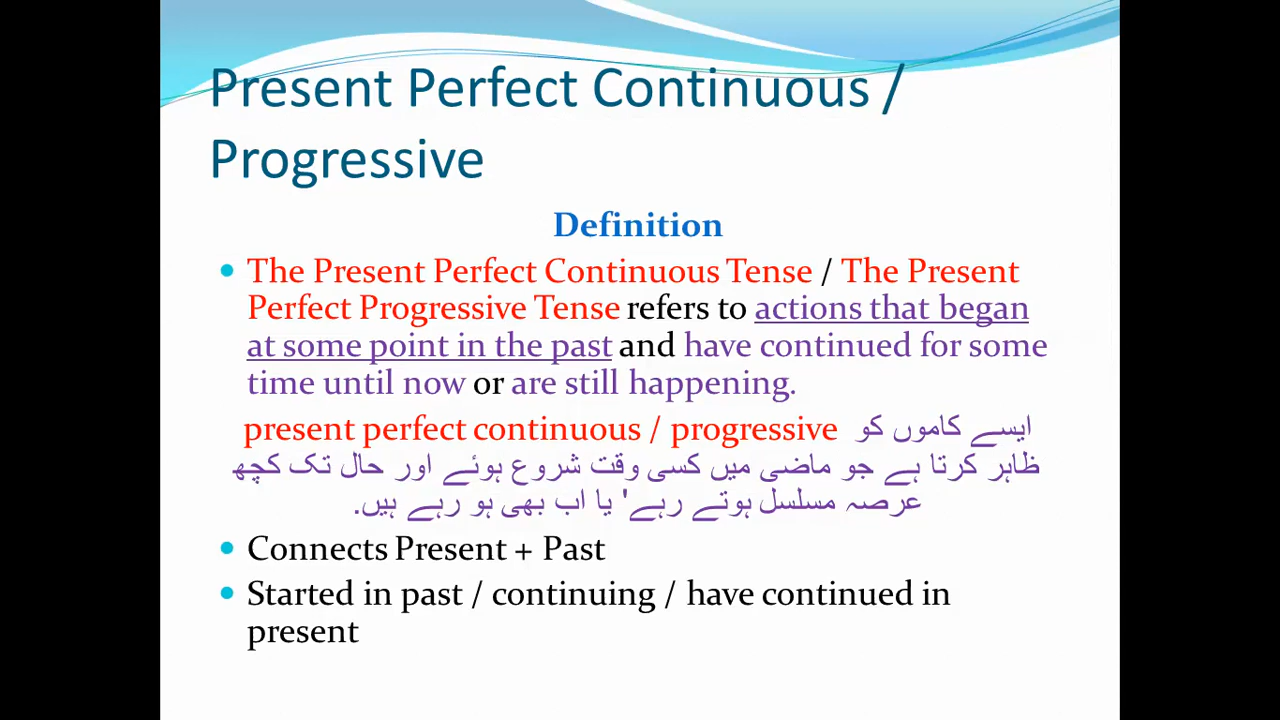 Present Perfect Continuous /
Progressive
Definition
• The Present Perfect Continuous Tense / The Present
Perfect Progressive Tense refers to actions that began
at some point in the past and have continued for some
time until now or are still happening.
present perfect continuous / progressive ایسے کاموں کو
ظاہر کرتا ہے جو ماضی میں کسی وقت شروع ہوئے اور حال تک کچھ
عرصہ مسلسل ہوتے رہے' یا اب بھی ہو رہے ہیں.
• Connects Present + Past
• Started in past / continuing / have continued in
present